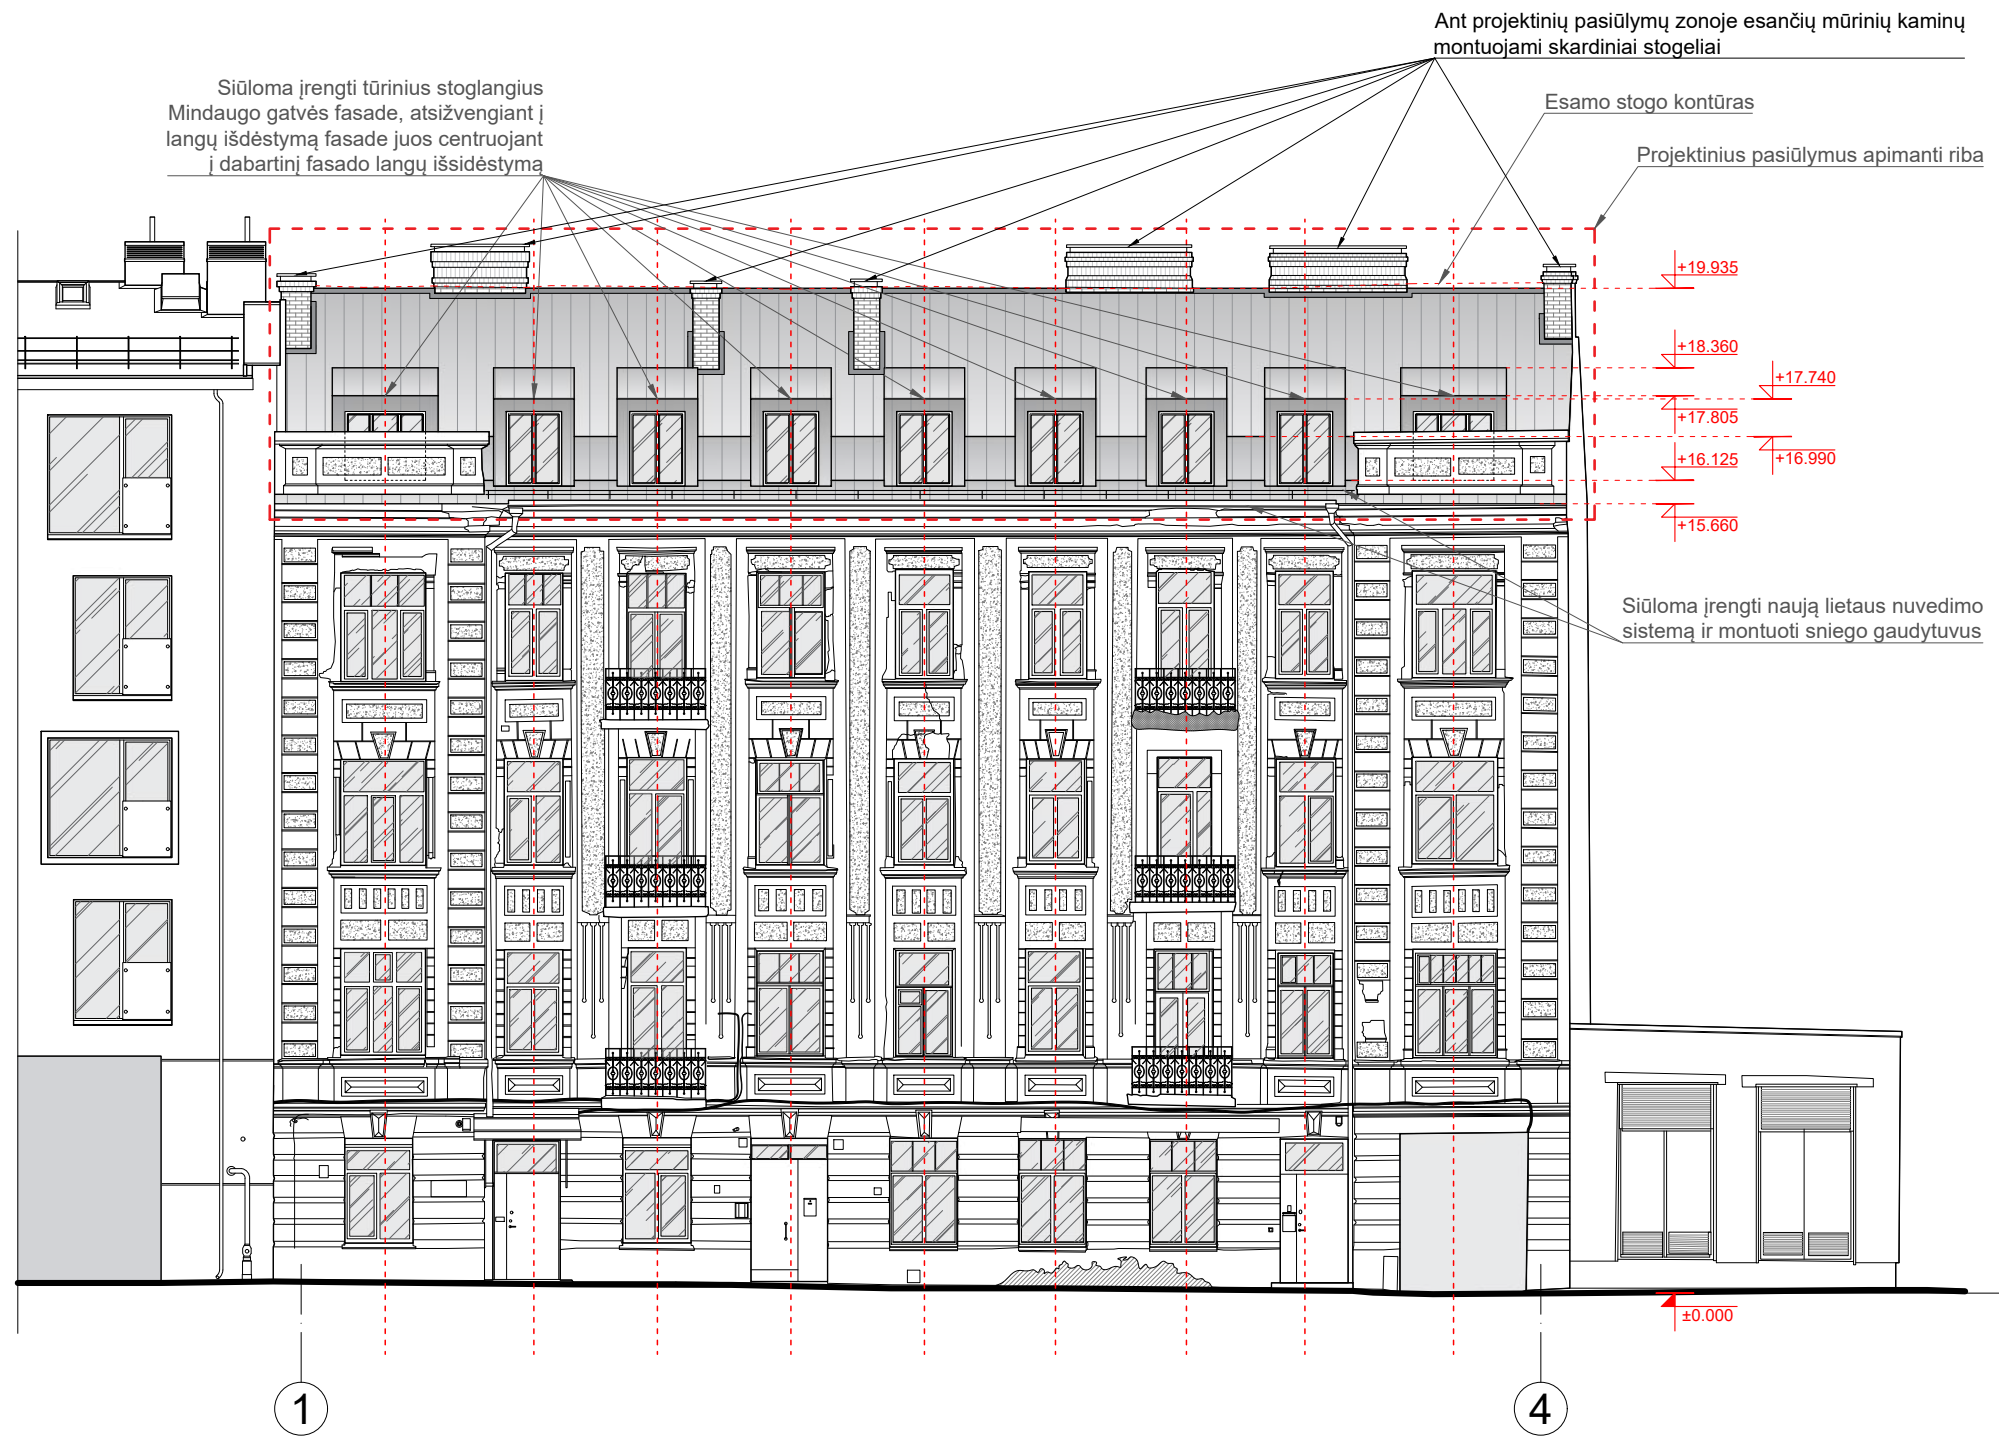 Ant projektinių pasiūlymų zonoje esančių mūrinių kaminų
montuojami skardiniai stogeliai
Siūloma įrengti tūrinius stoglangius
Mindaugo gatvės fasade, atsižvengiant į
langų išdėstymą fasade juos centruojant
į dabartinį fasado langų išsidėstymą
Esamo stogo kontūras
Projektinius pasiūlymus apimanti riba
+19.935
+18.360
+17.740
+17.805
+16.125
+16.990
+15.660
Siūloma įrengti naują lietaus nuvedimo
sistemą ir montuoti sniego gaudytuvus
±0.000
1
4